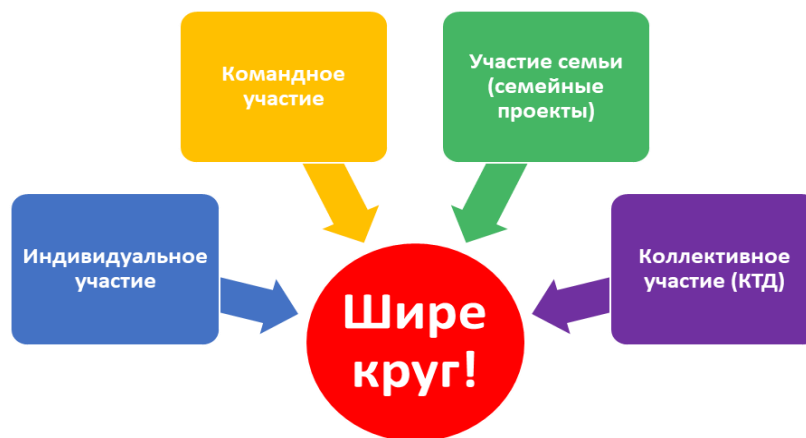 Командное
участие
Участие семьи
(семейные
проекты)
Индивидуальное
участие
Коллективное
участие (КТД)
Шире
круг!